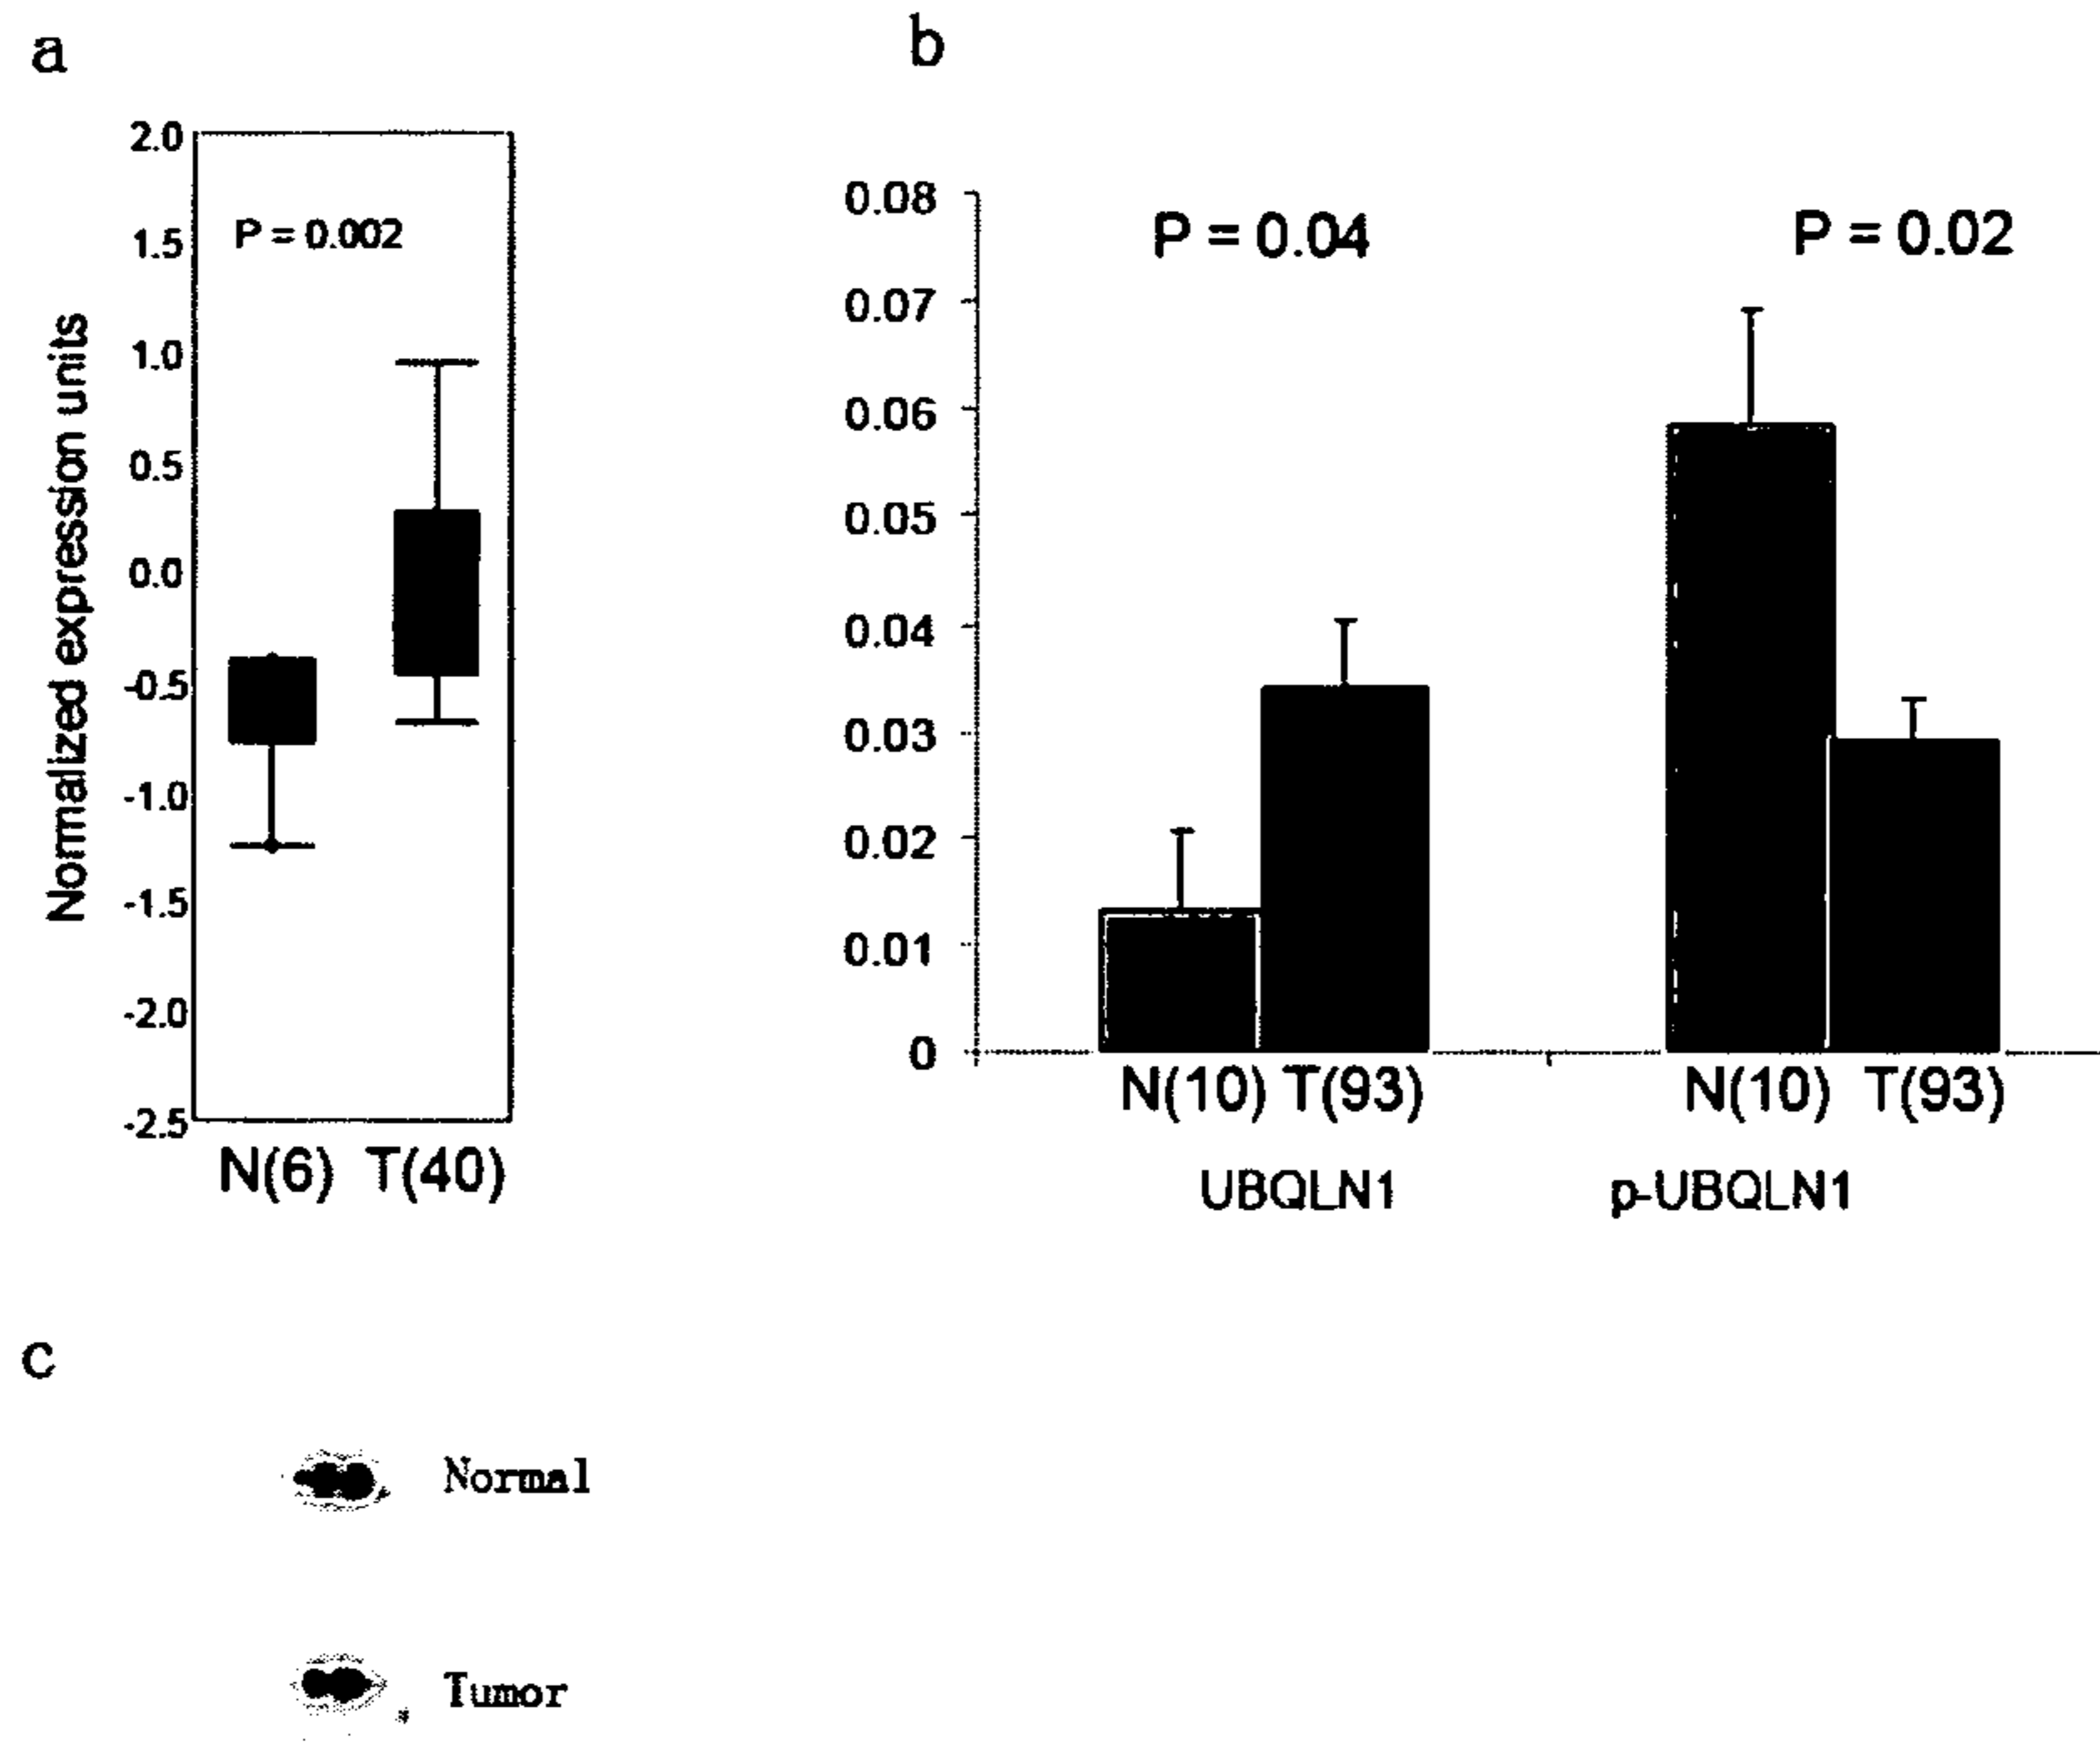 a
2.0
1.5
1.0
0.5
0.0
-0.5
-1.0
-1.5
-2.0
-2.5
Normalized expression units
P = 0.002
N(6) T(40)
b
0.08
0.07
0.06
0.05
0.04
0.03
0.02
0.01
0
P = 0.04
P = 0.02
N(10) T(93)
N(10) T(93)
UBQLN1
p-UBQLN1
c
Normal
Tumor